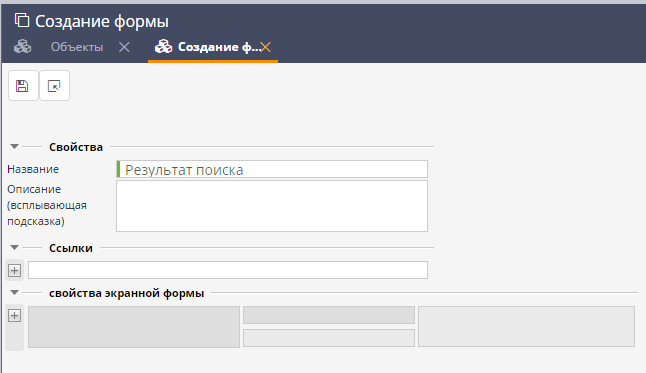 Создание формы
Объекты
Создание ф...
Свойства
Название
Результат поиска
Описание
(всплывающая
подсказка)
Ссылки
свойства экранной формы